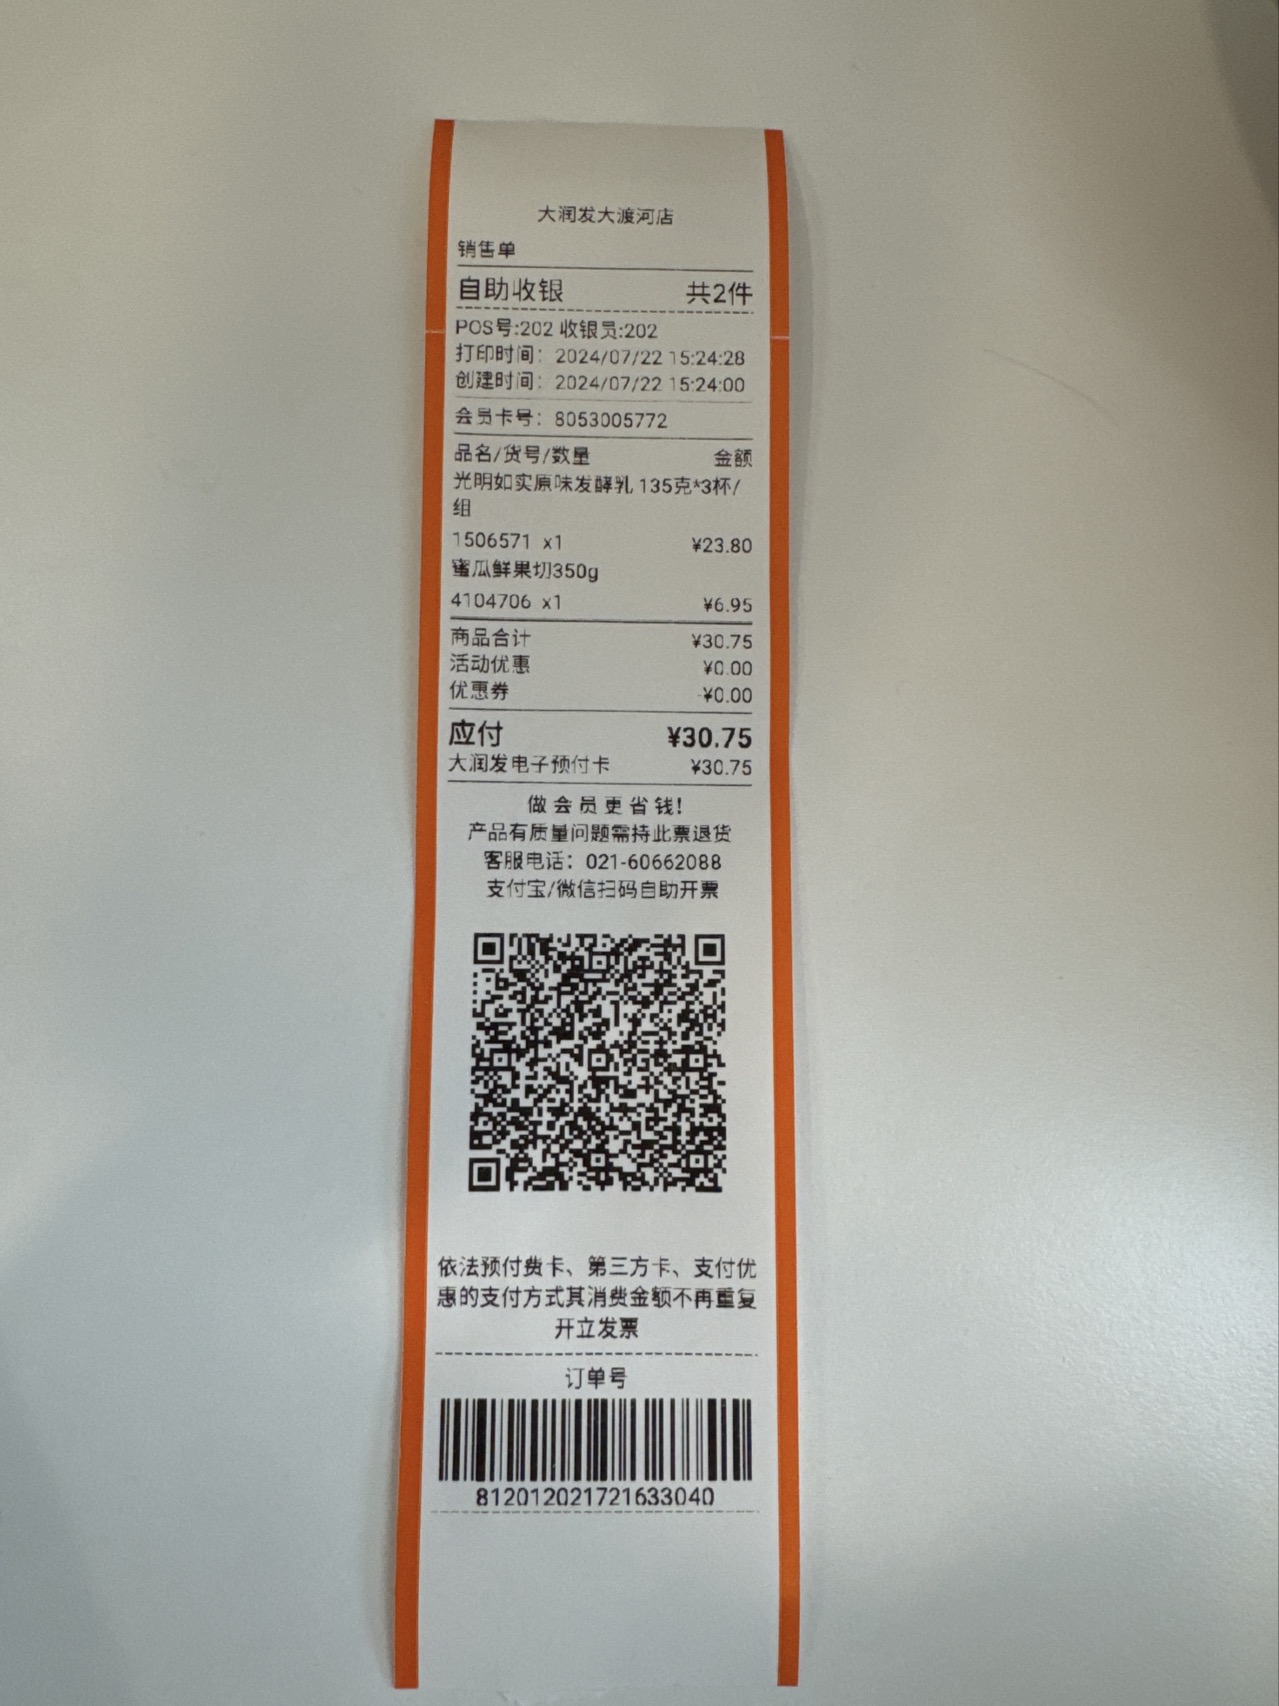 大润发大渡河店
销售单
自助收银 共2件
POS号:202 收银员:202
打印时间：2024/07/22 15:24:28
创建时间：2024/07/22 15:24:00
会员卡号：8053005772
品名/货号/数量 金额
光明如实原味发酵乳 135克*3杯/
组
1506571 x1 ¥23.80
蜜瓜鲜果切350g
4104706 x1 ¥6.95
商品合计 ¥30.75
活动优惠 ¥0.00
优惠券 -¥0.00
应付 ¥30.75
大润发电子预付卡 ¥30.75
做会员更省钱!
产品有质量问题需持此票退货
客服电话：021-60662088
支付宝/微信扫码自助开票
依法预付费卡、第三方卡、支付优
惠的支付方式其消费金额不再重复
开立发票
订单号
812012021721633040